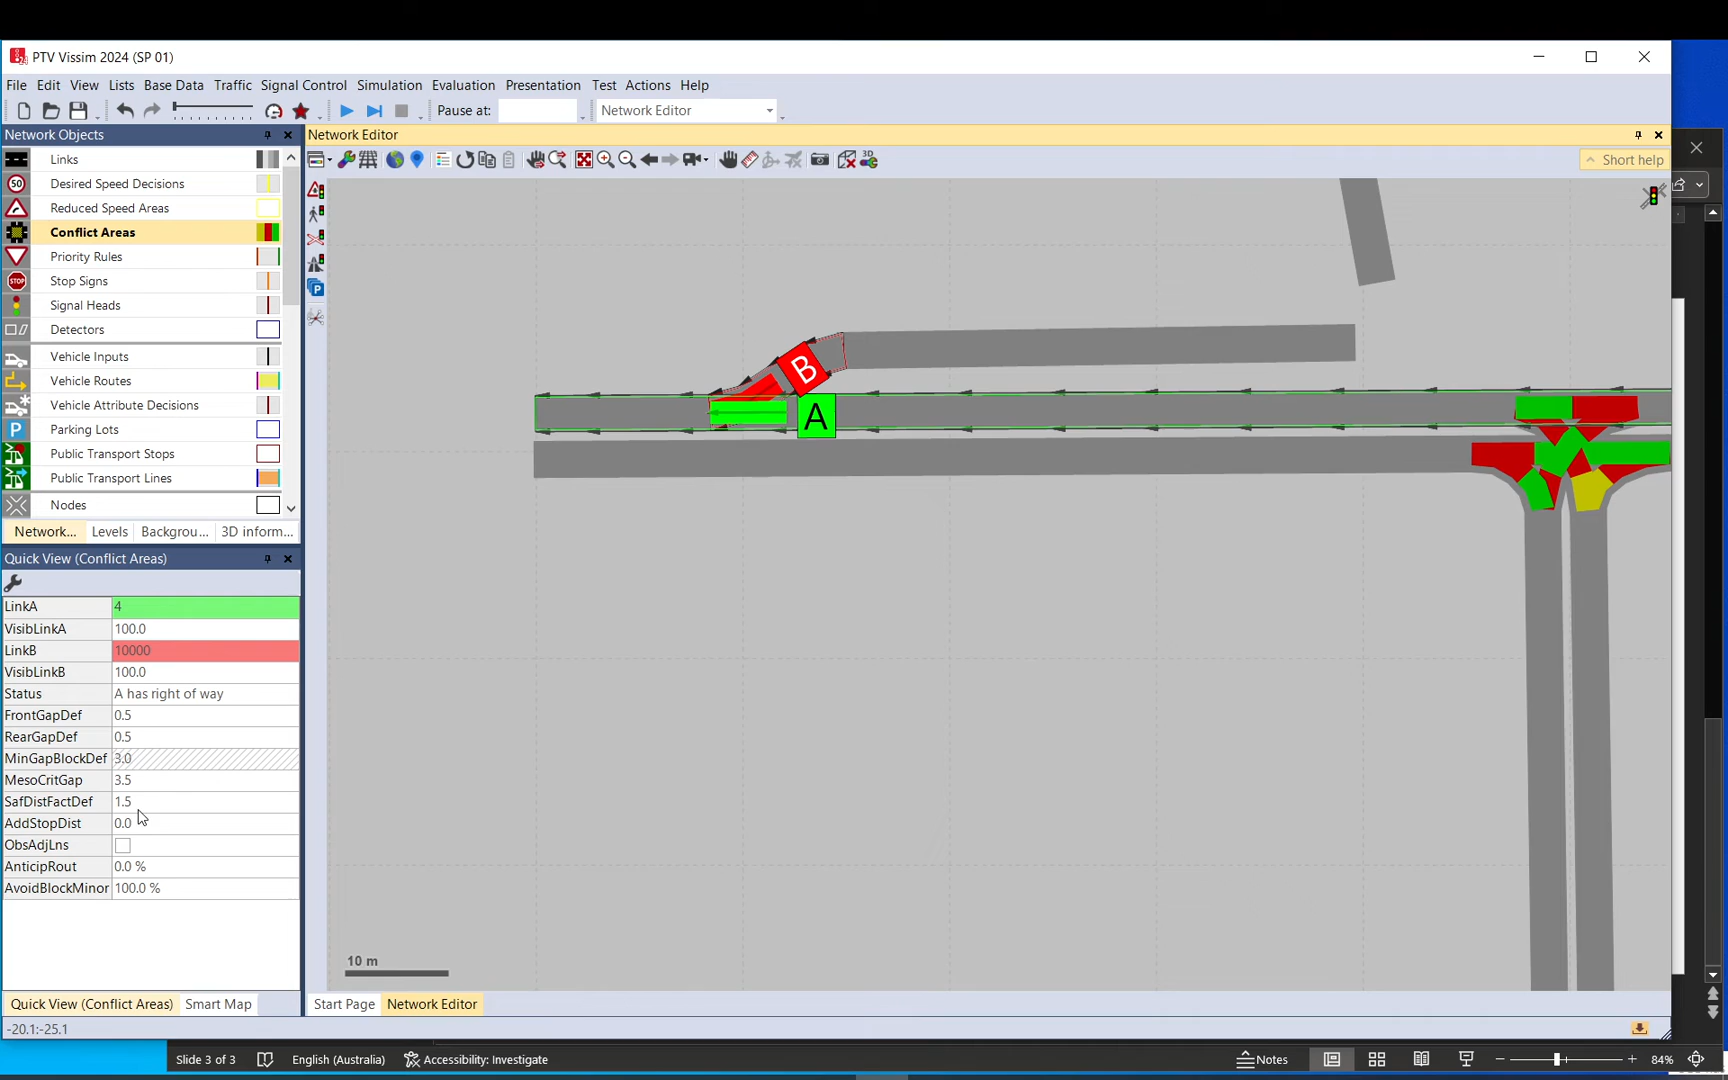 PTV Vissim 2024 (SP 01)
File Edit View Lists Base Data Traffic Signal Control Simulation Evaluation Presentation Test Actions Help
Pause at: Network Editor
Network Objects
Network Editor
Short help
Links
50 Desired Speed Decisions
Reduced Speed Areas
Conflict Areas
Priority Rules
STOP Stop Signs
Signal Heads
Detectors
Vehicle Inputs
Vehicle Routes
Vehicle Attribute Decisions
P Parking Lots
Public Transport Stops
Public Transport Lines
Nodes
Network... Levels Backgrou... 3D inform...
B
A
Quick View (Conflict Areas)
LinkA 4
VisibLinkA 100.0
LinkB 10000
VisibLinkB 100.0
Status A has right of way
FrontGapDef 0.5
RearGapDef 0.5
MinGapBlockDef 3.0
MesoCritGap 3.5
SafDistFactDef 1.5
AddStopDist 0.0
ObsAdjLns
AnticipRout 0.0 %
AvoidBlockMinor 100.0 %
10 m
Quick View (Conflict Areas) Smart Map
Start Page Network Editor
-20.1:-25.1
Slide 3 of 3 English (Australia) Accessibility: Investigate Notes 84%